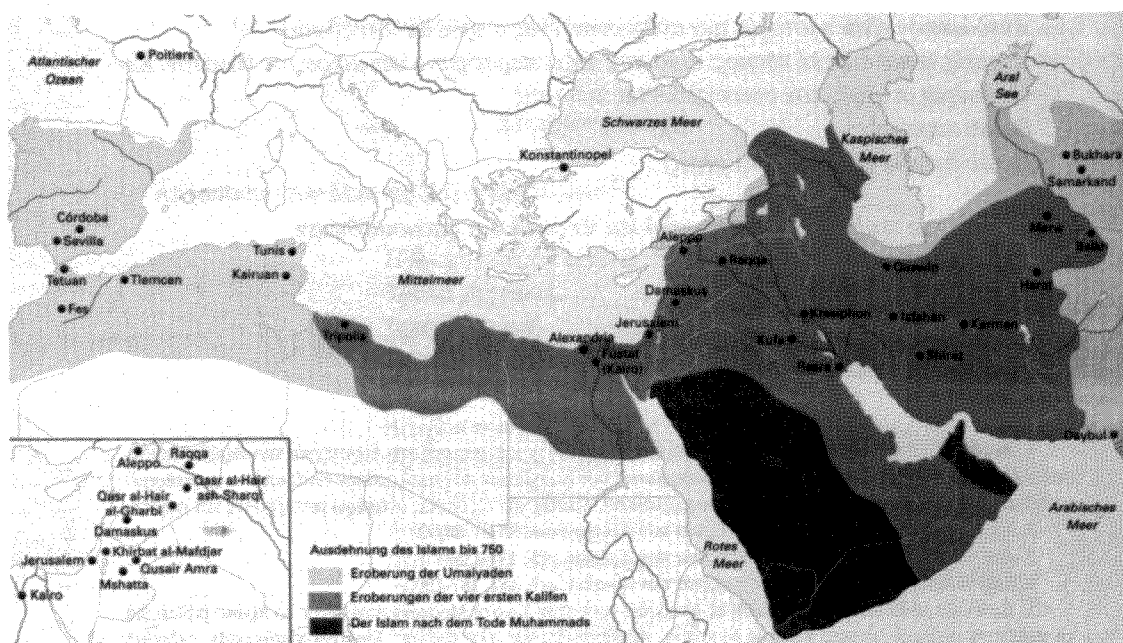 Atlantischer
Ozean
Poitiers
Aral
See
Schwarzes Meer
Kaspisches
Meer
Konstantinopel
Bukhara
Samarkand
Córdoba
Sevilla
Tunis
Aleppo
Merw
Balkh
Tetuan
Tlemcen
Kairuan
Mittelmeer
Raqqa
Qaswin
Herat
Fes
Damaskus
Tripolis
Jerusalem
Ktesiphon
Isfahan
Kerman
Alexandria
Fustat
(Kairo)
Kufa
Basra
Shiraz
Daybul
Arabisches
Meer
Rotes
Meer
Aleppo
Raqqa
Qasr al-Hair
ash-Sharqi
Qasr al-Hair
al-Gharbi
Damaskus
Jerusalem
Khirbat al-Mafdjar
Qusair Amra
Mshatta
Kairo
Ausdehnung des Islams bis 750
Eroberung der Umaiyaden
Eroberungen der vier ersten Kalifen
Der Islam nach dem Tode Muhammads